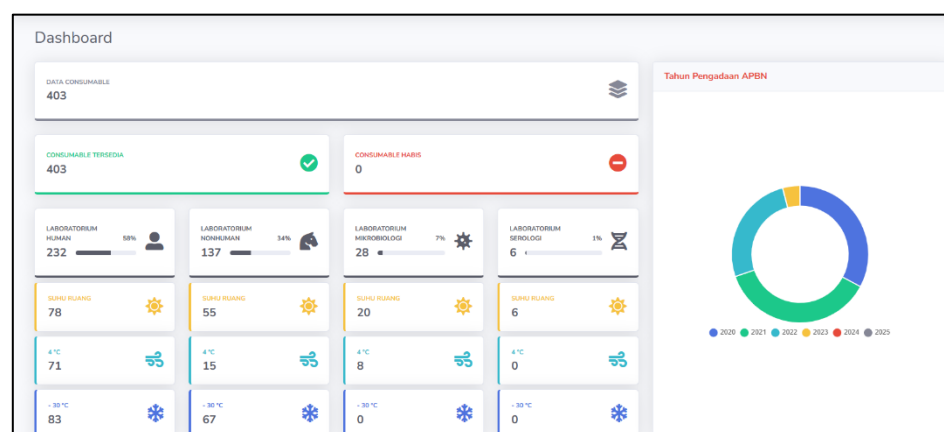 Dashboard
DATA CONSUMABLE
403
Tahun Pengadaan APBN
CONSUMABLE TERSEDIA
403
CONSUMABLE HABIS
0
LABORATORIUM
HUMAN
58%
232
LABORATORIUM
NONHUMAN
34%
137
LABORATORIUM
MIKROBIOLOGI
7%
28
LABORATORIUM
SEROLOGI
1%
6
SUHU RUANG
78
SUHU RUANG
55
SUHU RUANG
20
SUHU RUANG
6
4 °C
71
4 °C
15
4 °C
8
4 °C
0
- 30 °C
83
- 30 °C
67
- 30 °C
0
- 30 °C
0
2020 2021 2022 2023 2024 2025